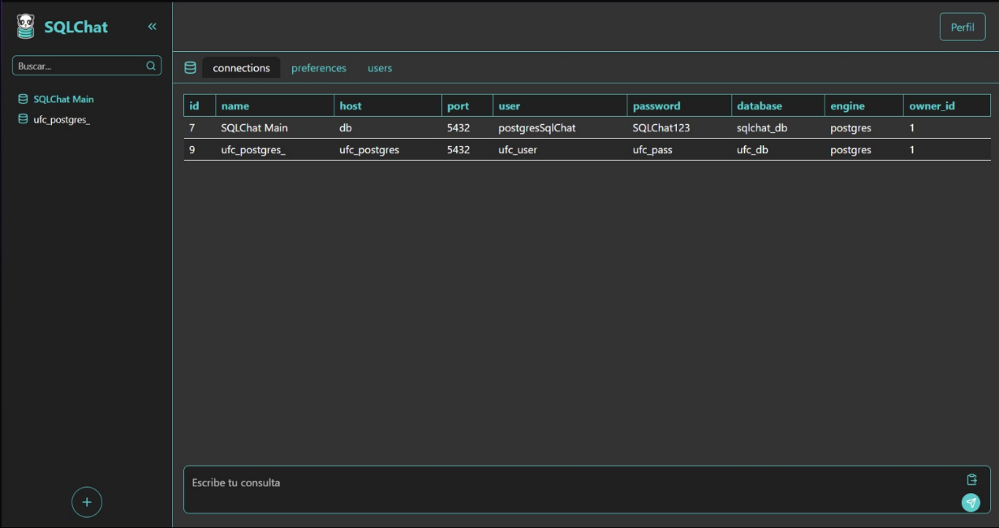 SQLChat
Perfil
Buscar...
connections preferences users
SQLChat Main
ufc_postgres_
id name host port user password database engine owner_id
7 SQLChat Main db 5432 postgresSqlChat SQLChat123 sqlchat_db postgres 1
9 ufc_postgres_ ufc_postgres 5432 ufc_user ufc_pass ufc_db postgres 1
Escribe tu consulta